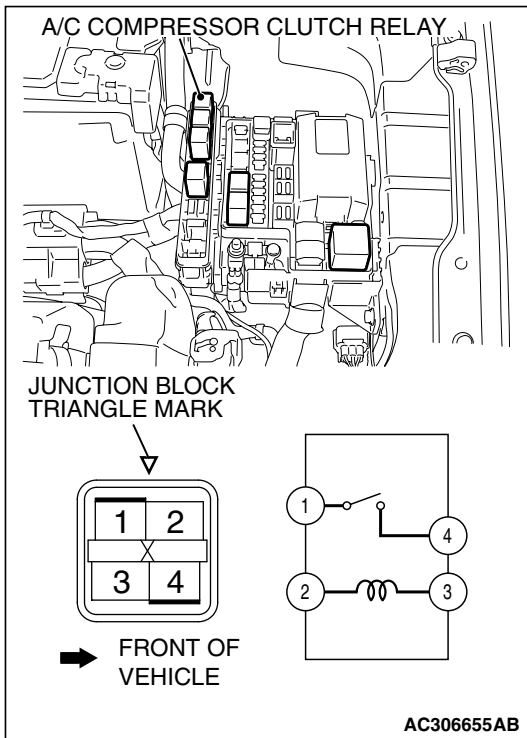 A/C COMPRESSOR CLUTCH RELAY
JUNCTION BLOCK
TRIANGLE MARK
1 2
3 4
1
4
2 3
FRONT OF
VEHICLE
AC306655AB